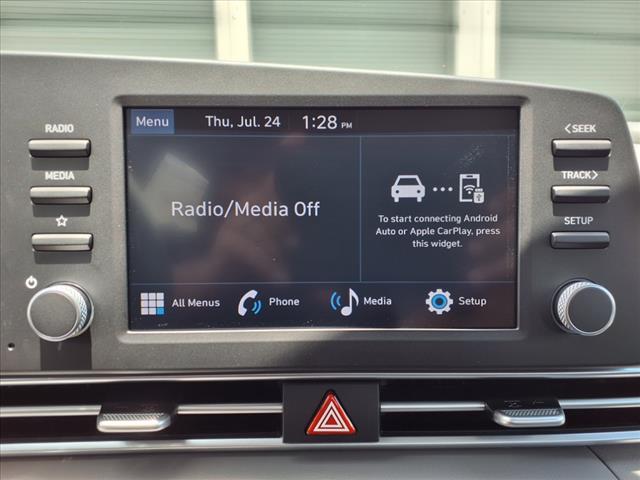 Menu Thu, Jul. 24 1:28 PM
RADIO
MEDIA
<SEEK
TRACK>
SETUP
Radio/Media Off
To start connecting Android
Auto or Apple CarPlay, press
this widget.
All Menus Phone Media Setup